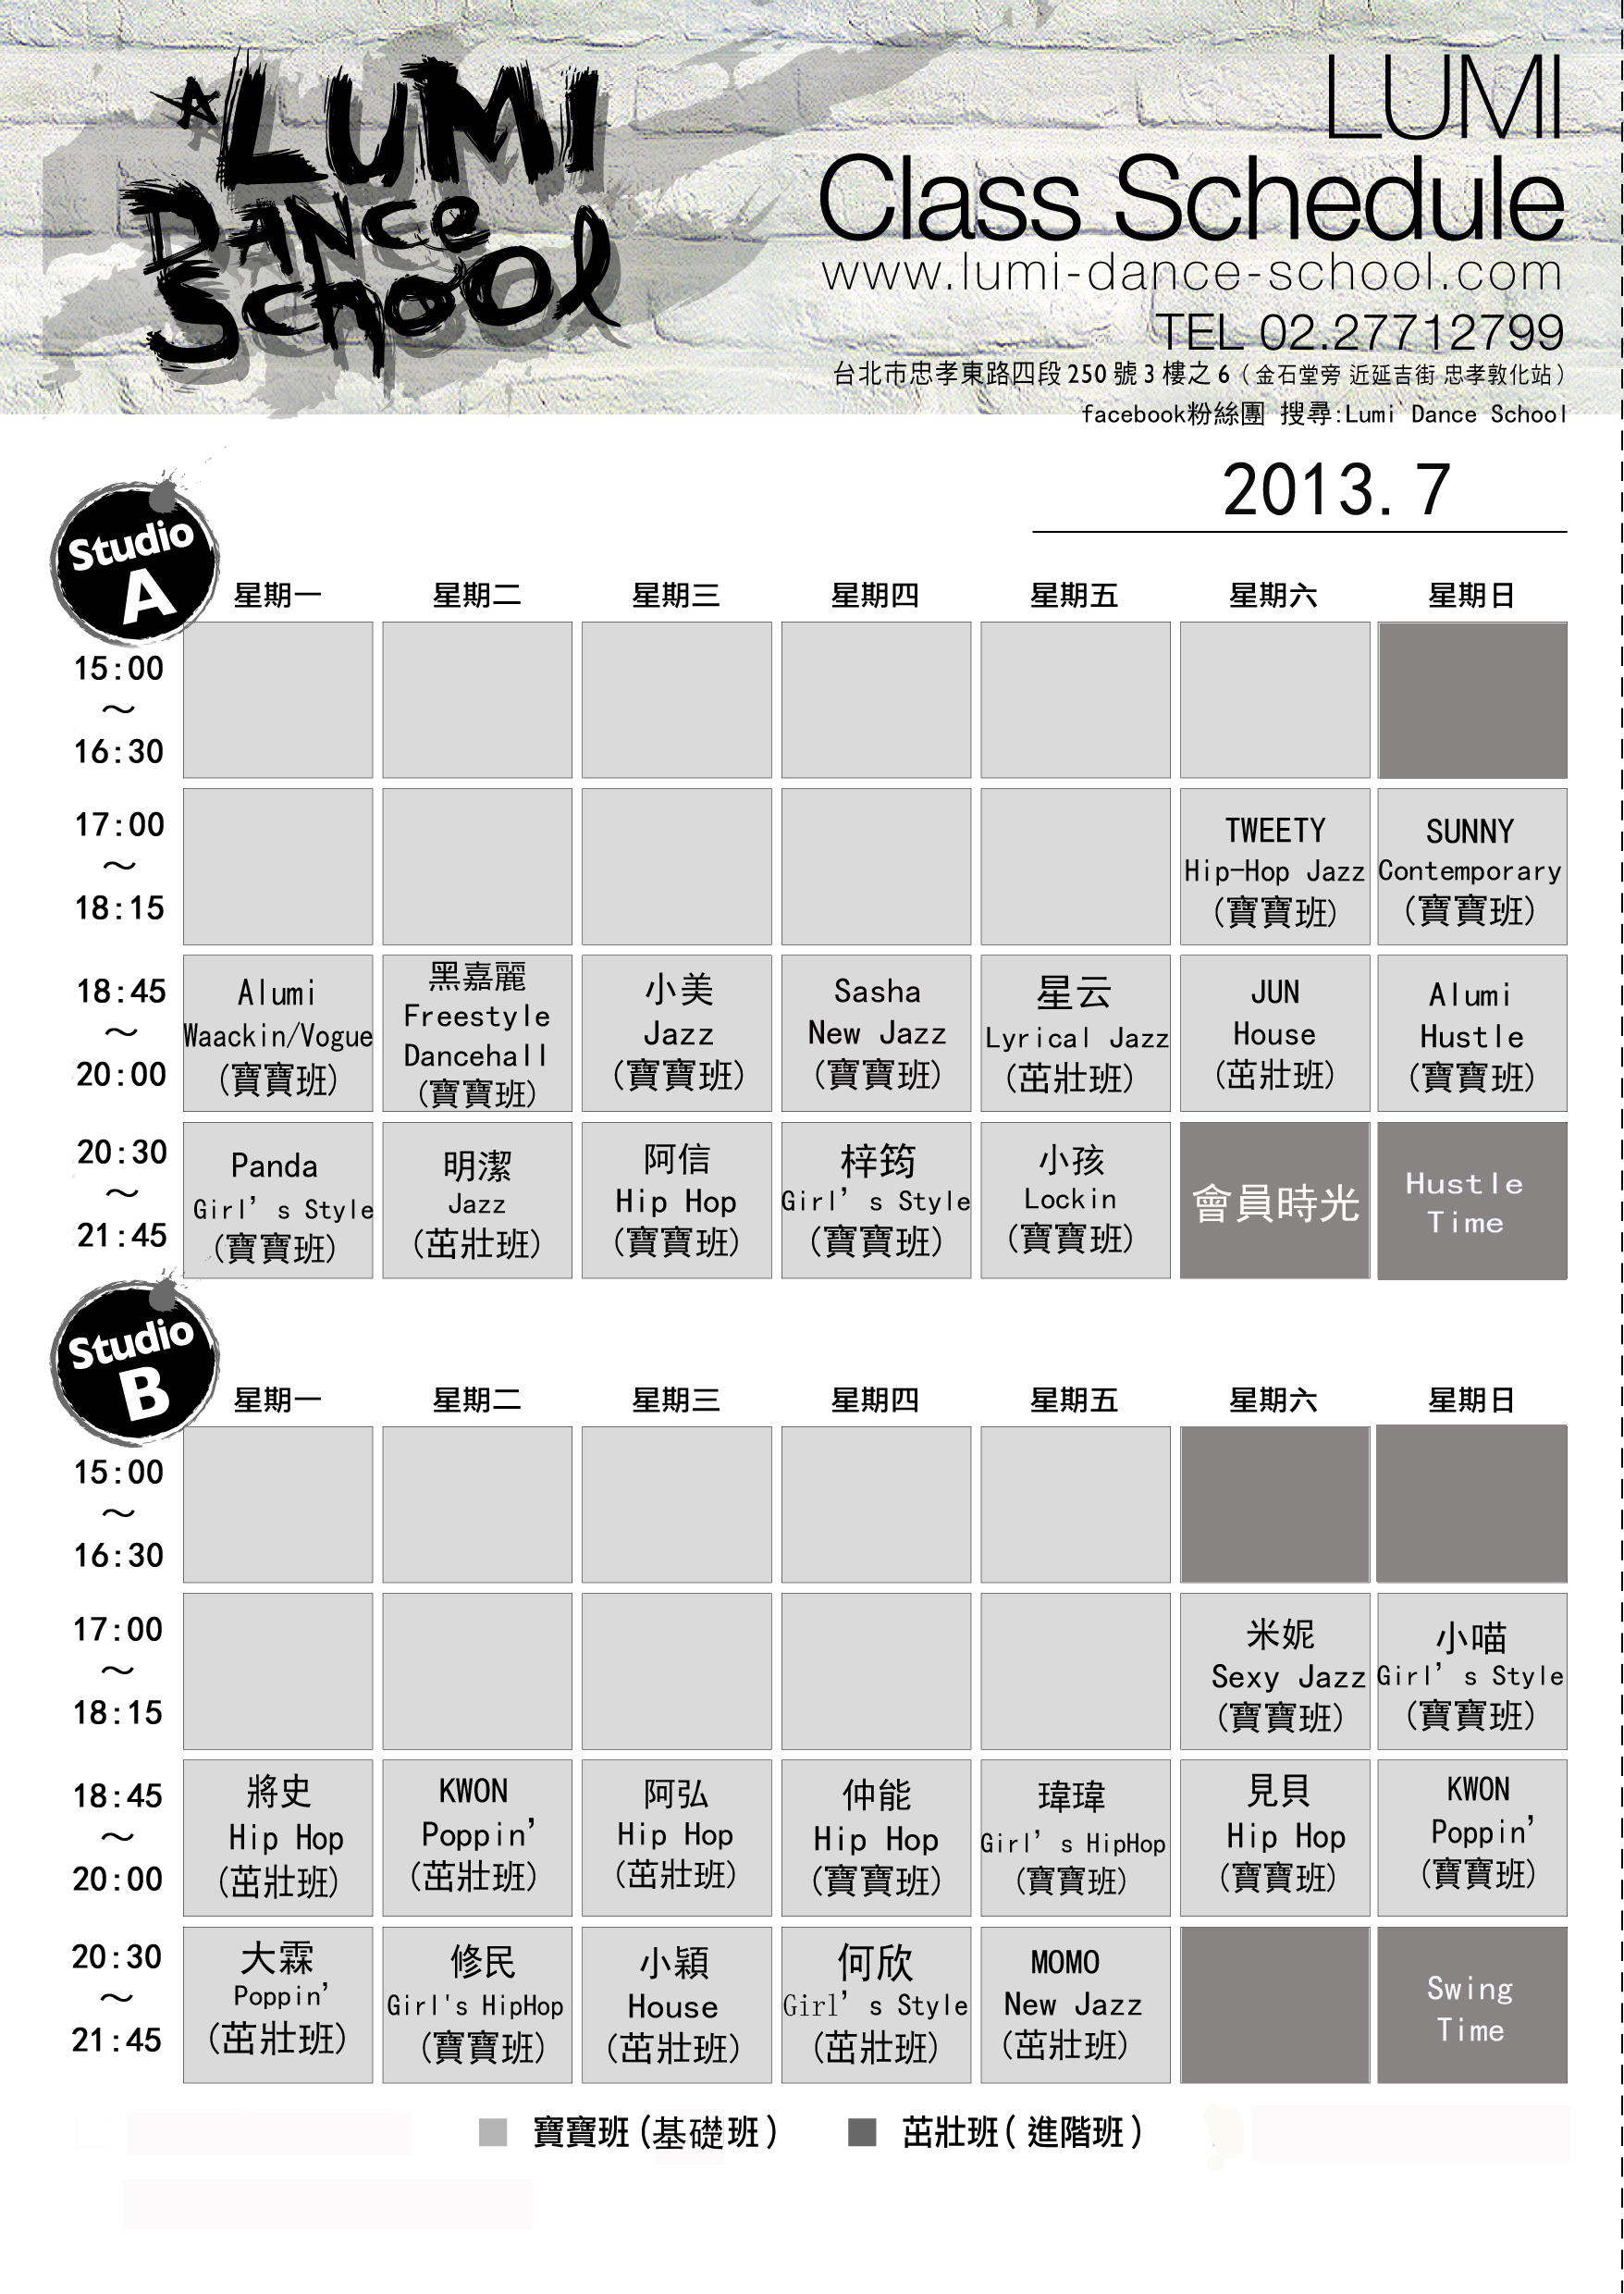 LUMI
DANCE
SCHOOL
LUMI
Class Schedule
www.lumi-dance-school.com
TEL 02.27712799
台北市忠孝東路四段250號3樓之6（金石堂旁 近延吉街 忠孝敦化站）
facebook粉絲團 搜尋:Lumi Dance School
2013. 7
Studio
A
星期一 星期二 星期三 星期四 星期五 星期六 星期日
15:00
～
16:30
17:00
～
18:15
TWEETY
Hip-Hop Jazz
(寶寶班)
SUNNY
Contemporary
(寶寶班)
18:45
～
20:00
Alumi
Waackin/Vogue
(寶寶班)
黑嘉麗
Freestyle
Dancehall
(寶寶班)
小美
Jazz
(寶寶班)
Sasha
New Jazz
(寶寶班)
星云
Lyrical Jazz
(茁壯班)
JUN
House
(茁壯班)
Alumi
Hustle
(寶寶班)
20:30
～
21:45
Panda
Girl’s Style
(寶寶班)
明潔
Jazz
(茁壯班)
阿信
Hip Hop
(寶寶班)
梓筠
Girl’s Style
(寶寶班)
小孩
Lockin
(寶寶班)
會員時光
Hustle
Time
Studio
B
星期一 星期二 星期三 星期四 星期五 星期六 星期日
15:00
～
16:30
17:00
～
18:15
米妮
Sexy Jazz
(寶寶班)
小喵
Girl’s Style
(寶寶班)
18:45
～
20:00
將史
Hip Hop
(茁壯班)
KWON
Poppin’
(茁壯班)
阿弘
Hip Hop
(茁壯班)
仲能
Hip Hop
(寶寶班)
瑋瑋
Girl’s HipHop
(寶寶班)
見貝
Hip Hop
(寶寶班)
KWON
Poppin’
(寶寶班)
20:30
～
21:45
大霖
Poppin’
(茁壯班)
修民
Girl's HipHop
(寶寶班)
小穎
House
(茁壯班)
何欣
Girl’s Style
(茁壯班)
MOMO
New Jazz
(茁壯班)
Swing
Time
寶寶班(基礎班) 茁壯班(進階班)